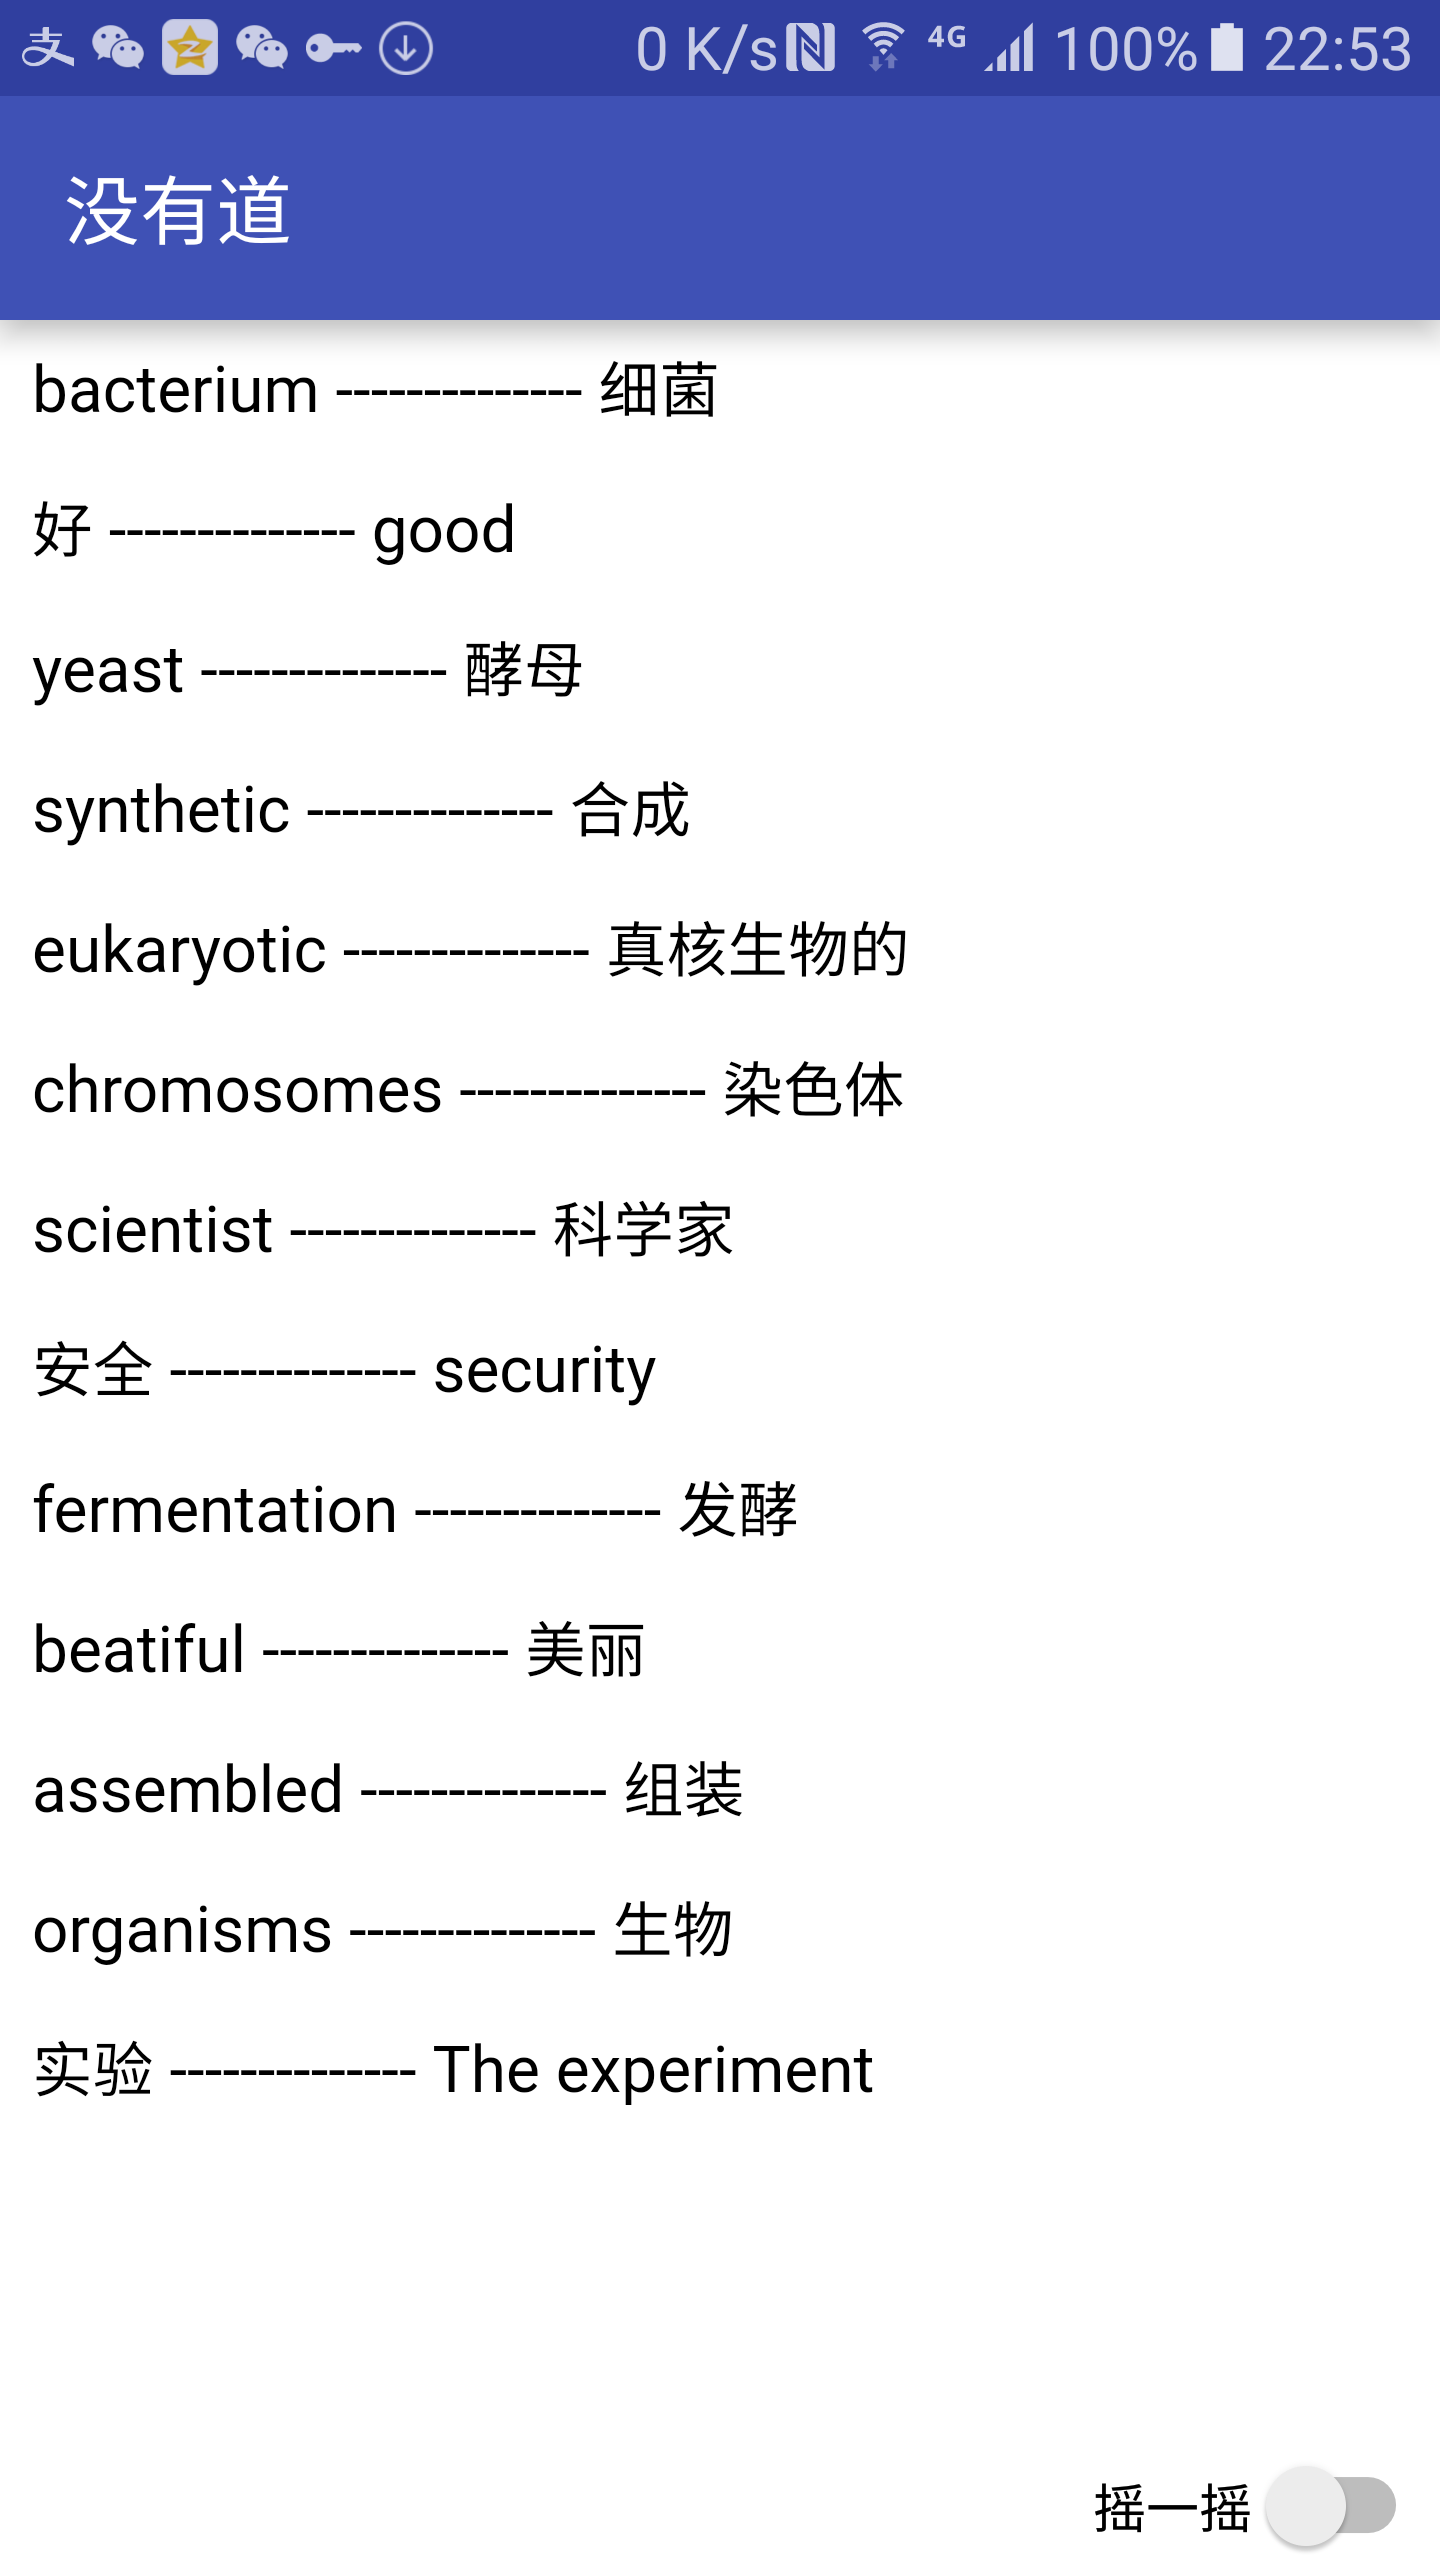 0 K/s 4G 100% 22:53
没有道
bacterium -------------- 细菌
好 -------------- good
yeast -------------- 酵母
synthetic -------------- 合成
eukaryotic -------------- 真核生物的
chromosomes -------------- 染色体
scientist -------------- 科学家
安全 -------------- security
fermentation -------------- 发酵
beatiful -------------- 美丽
assembled -------------- 组装
organisms -------------- 生物
实验 -------------- The experiment
摇一摇